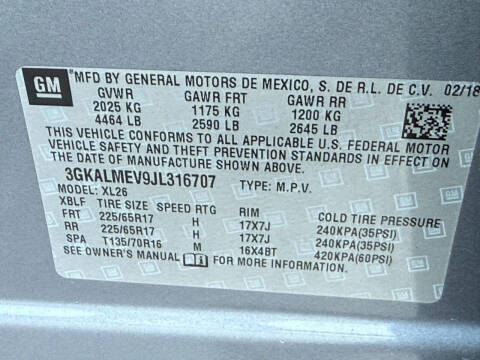 GM MFD BY GENERAL MOTORS DE MEXICO, S. DE R.L. DE C.V. 02/18
GVWR GAWR FRT GAWR RR
2025 KG 1175 KG 1200 KG
4464 LB 2590 LB 2645 LB
THIS VEHICLE CONFORMS TO ALL APPLICABLE U.S. FEDERAL MOTOR
VEHICLE SAFETY AND THEFT PREVENTION STANDARDS IN EFFECT ON THE
DATE OF MANUFACTURE SHOWN ABOVE.
3GKALMEV9JL316707 TYPE: M.P.V.
MODEL: XL26
XBLF TIRE SIZE SPEED RTG RIM
FRT 225/65R17 H 17X7J 240KPA(35PSI)
RR 225/65R17 H 17X7J 240KPA(35PSI)
SPA T135/70R16 M 16X4BT 420KPA(60PSI)
SEE OWNER'S MANUAL FOR MORE INFORMATION.